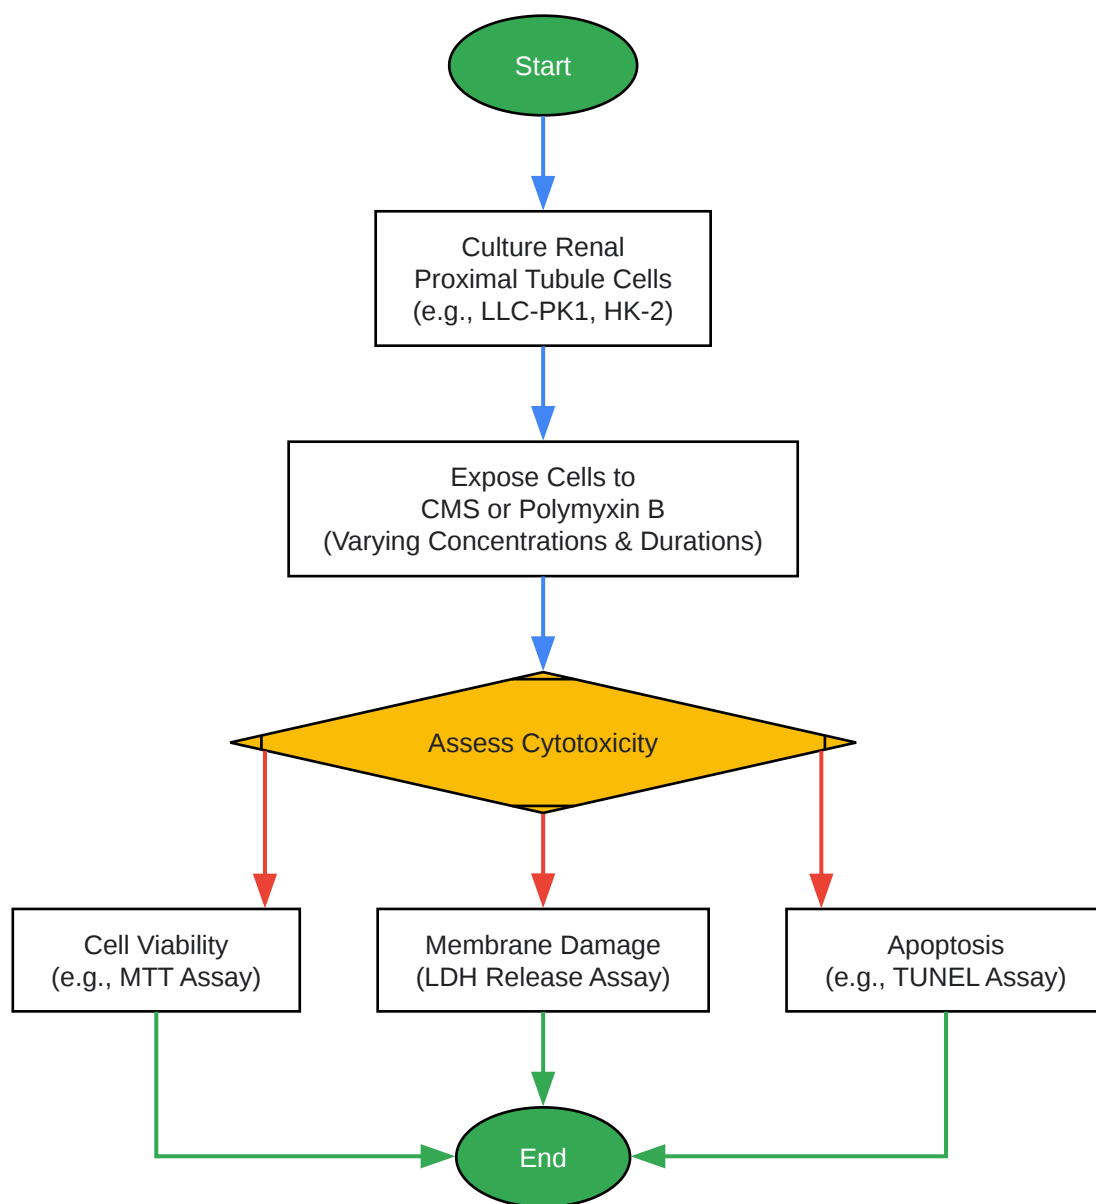 Start
Culture Renal
Proximal Tubule Cells
(e.g., LLC-PK1, HK-2)
Expose Cells to
CMS or Polymyxin B
(Varying Concentrations & Durations)
Assess Cytotoxicity
Cell Viability
(e.g., MTT Assay)
Membrane Damage
(LDH Release Assay)
Apoptosis
(e.g., TUNEL Assay)
End